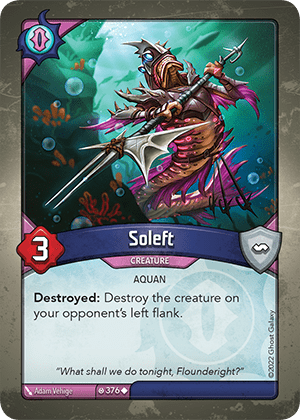 3
Soleft
CREATURE
AQUAN
Destroyed: Destroy the creature on
your opponent's left flank.
"What shall we do tonight, Flounderight?"
Adam Vehige
376
©2022 Ghost Galaxy